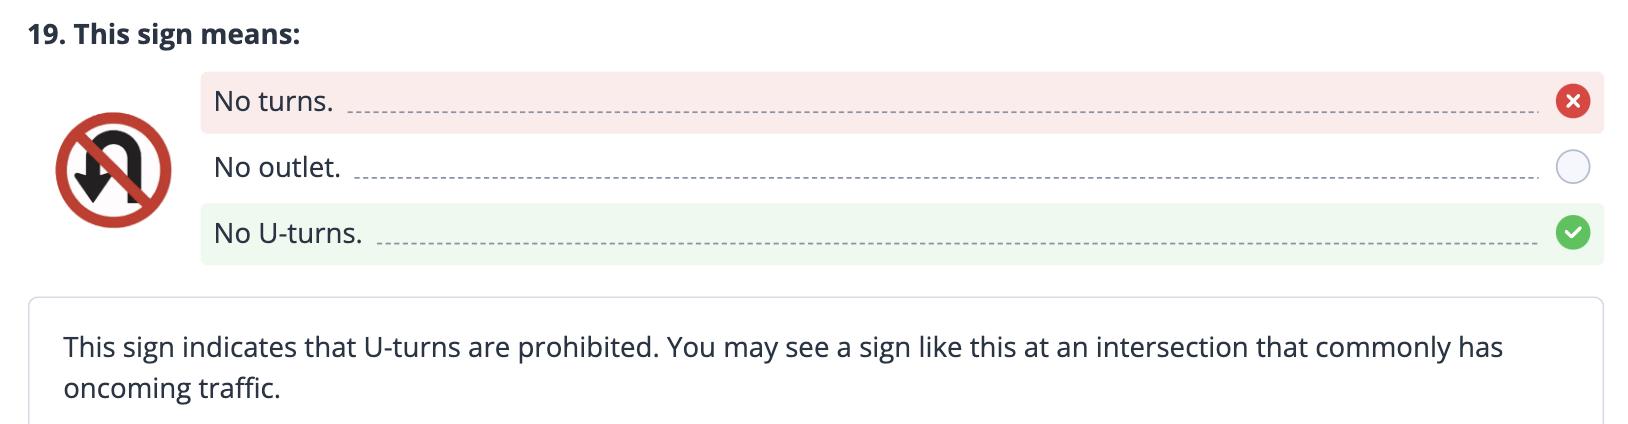 19. This sign means:
No turns.
No outlet.
No U-turns.
This sign indicates that U-turns are prohibited. You may see a sign like this at an intersection that commonly has
oncoming traffic.